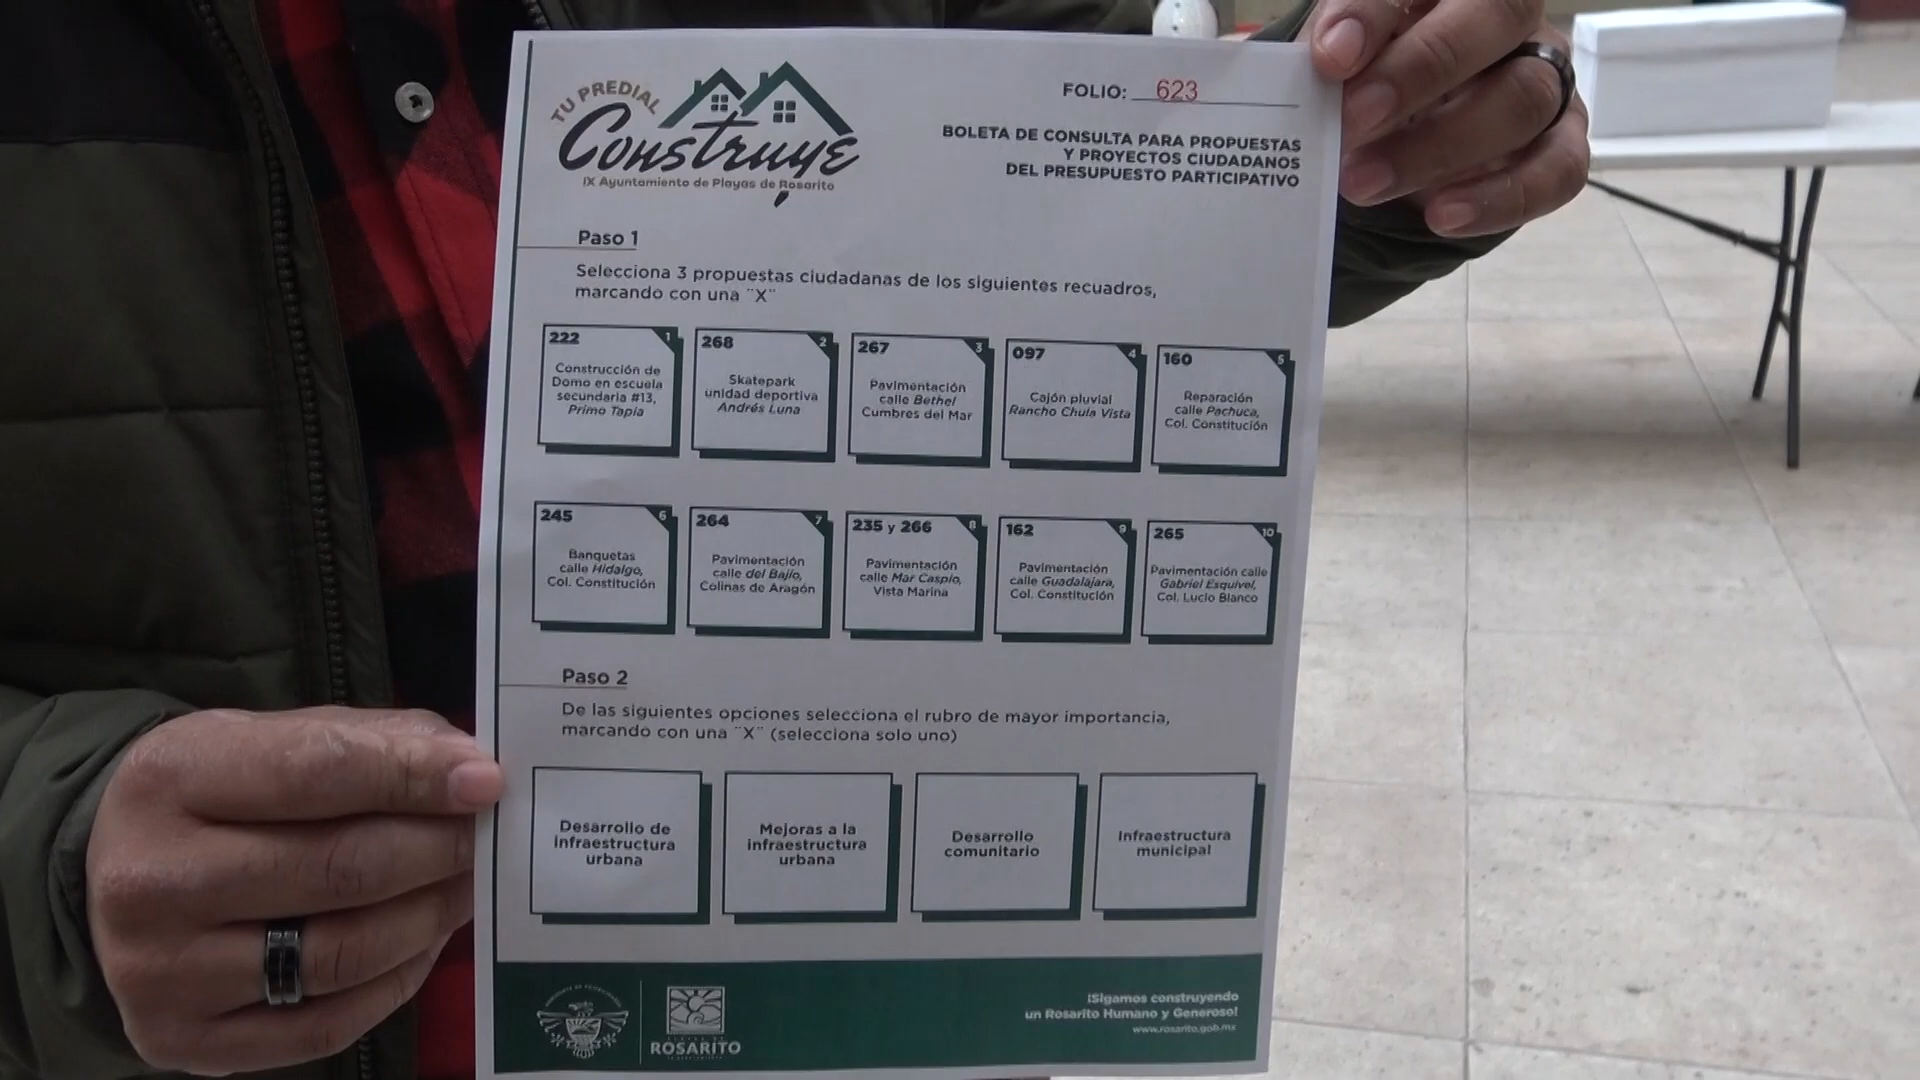 TU PREDIAL
Construye
IX Ayuntamiento de Playas de Rosarito
FOLIO: 623
BOLETA DE CONSULTA PARA PROPUESTAS
Y PROYECTOS CIUDADANOS
DEL PRESUPUESTO PARTICIPATIVO
Paso 1
Selecciona 3 propuestas ciudadanas de los siguientes recuadros,
marcando con una ¨X¨
222 1
Construcción de
Domo en escuela
secundaria #13,
Primo Tapia
268 2
Skatepark
unidad deportiva
Andrés Luna
267 3
Pavimentación
calle Bethel
Cumbres del Mar
097 4
Cajón pluvial
Rancho Chula Vista
160 5
Reparación
calle Pachuca,
Col. Constitución
245 6
Banquetas
calle Hidalgo,
Col. Constitución
264 7
Pavimentación
calle del Bajío,
Colinas de Aragón
235 y 266 8
Pavimentación
calle Mar Caspio,
Vista Marina
162 9
Pavimentación
calle Guadalajara,
Col. Constitución
265 10
Pavimentación calle
Gabriel Esquivel,
Col. Lucio Blanco
Paso 2
De las siguientes opciones selecciona el rubro de mayor importancia,
marcando con una ¨X¨ (selecciona solo uno)
Desarrollo de
infraestructura
urbana
Mejoras a la
infraestructura
urbana
Desarrollo
comunitario
Infraestructura
municipal
ROSARITO
¡Sigamos construyendo
un Rosarito Humano y Generoso!
www.rosarito.gob.mx